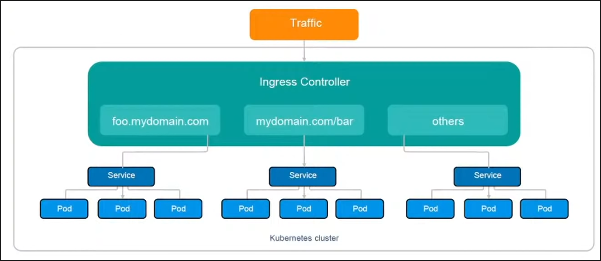 Traffic
Ingress Controller
foo.mydomain.com
mydomain.com/bar
others
Service
Service
Service
Pod
Pod
Pod
Pod
Pod
Pod
Pod
Pod
Pod
Kubernetes cluster